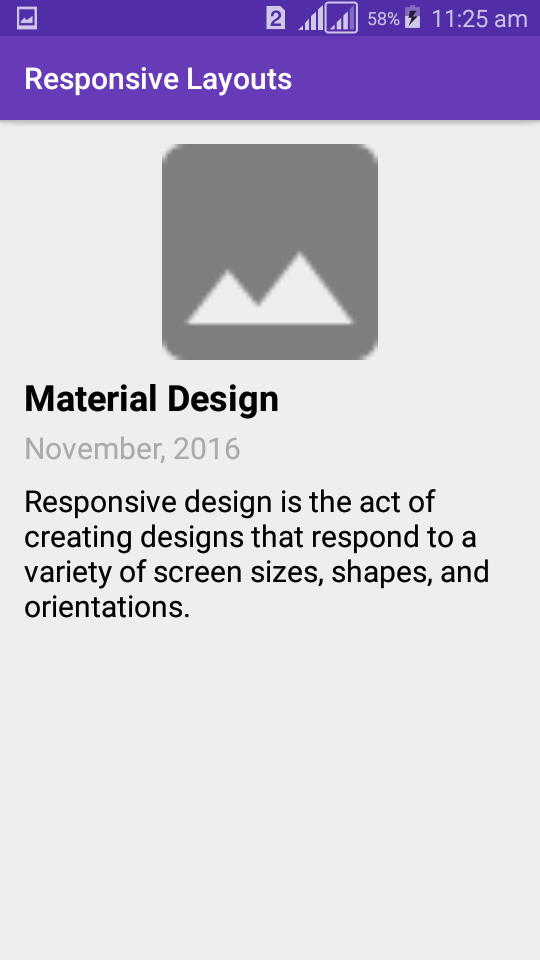 2 58% 11:25 am
Responsive Layouts
Material Design
November, 2016
Responsive design is the act of
creating designs that respond to a
variety of screen sizes, shapes, and
orientations.